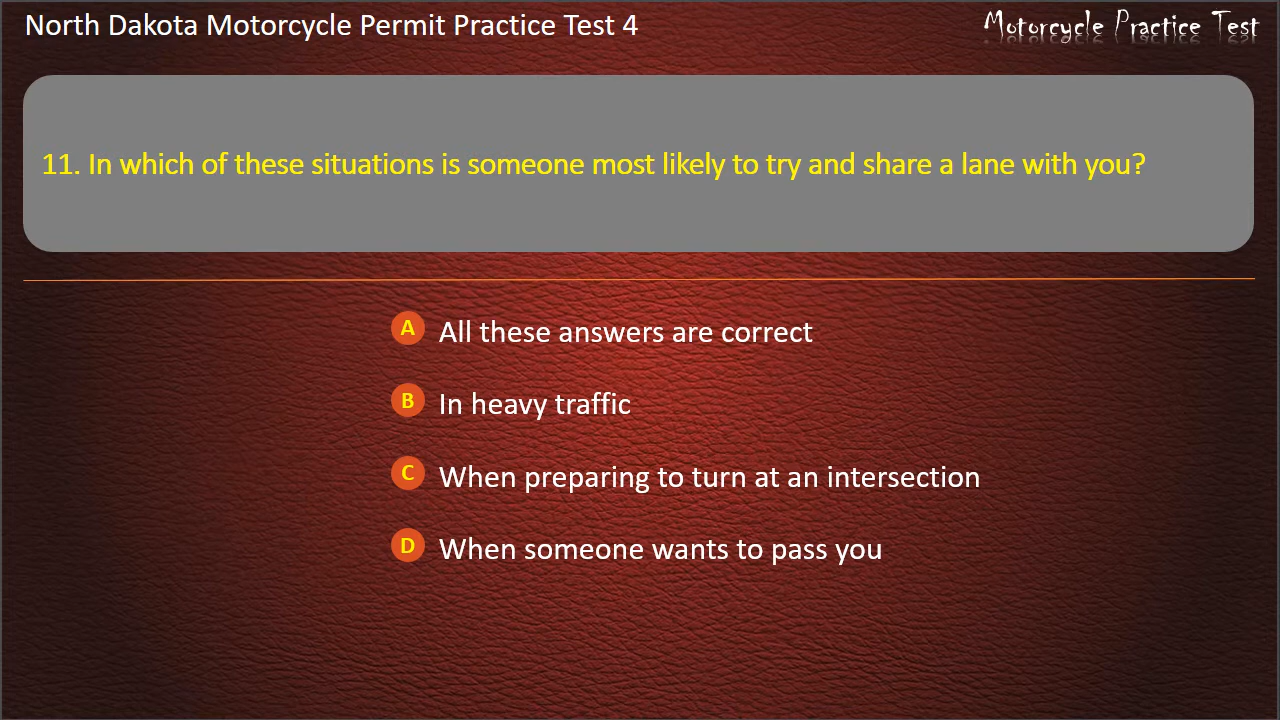 North Dakota Motorcycle Permit Practice Test 4
Motorcycle Practice Test
11. In which of these situations is someone most likely to try and share a lane with you?
A All these answers are correct
B In heavy traffic
C When preparing to turn at an intersection
D When someone wants to pass you